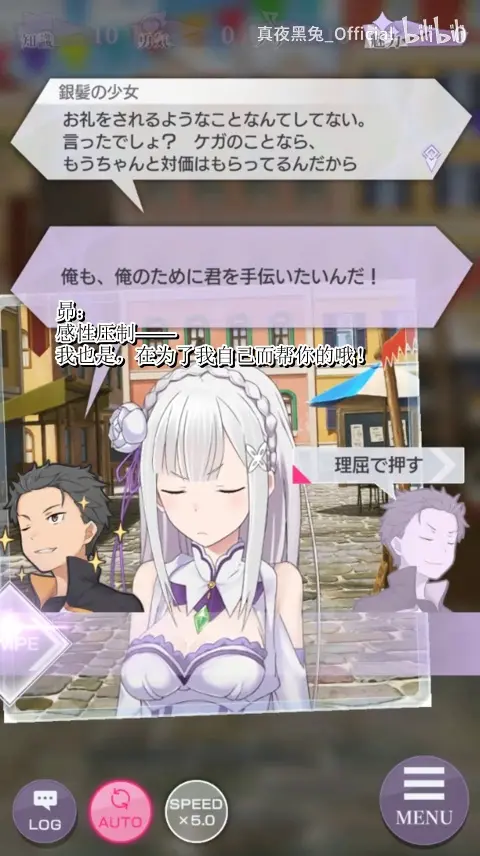 真夜黒兔_Official
bilibili
10
0
銀髪の少女
お礼をされるようなことなんてしてない。
言ったでしょ？ ケガのことなら、
もうちゃんと対価はもらってるんだから
俺も、俺のために君を手伝いたいんだ！
昴：
感性压制——
我也是，在为了我自己而帮你的哦！
理屈で押す
LOG
AUTO
SPEED
×5.0
MENU